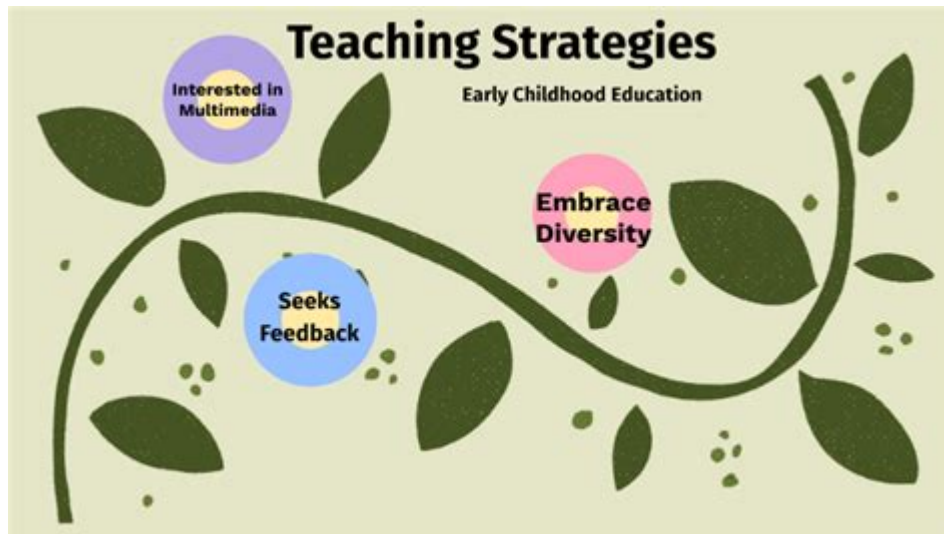 Teaching Strategies
Early Childhood Education
Interested in
Multimedia
Embrace
Diversity
Seeks
Feedback